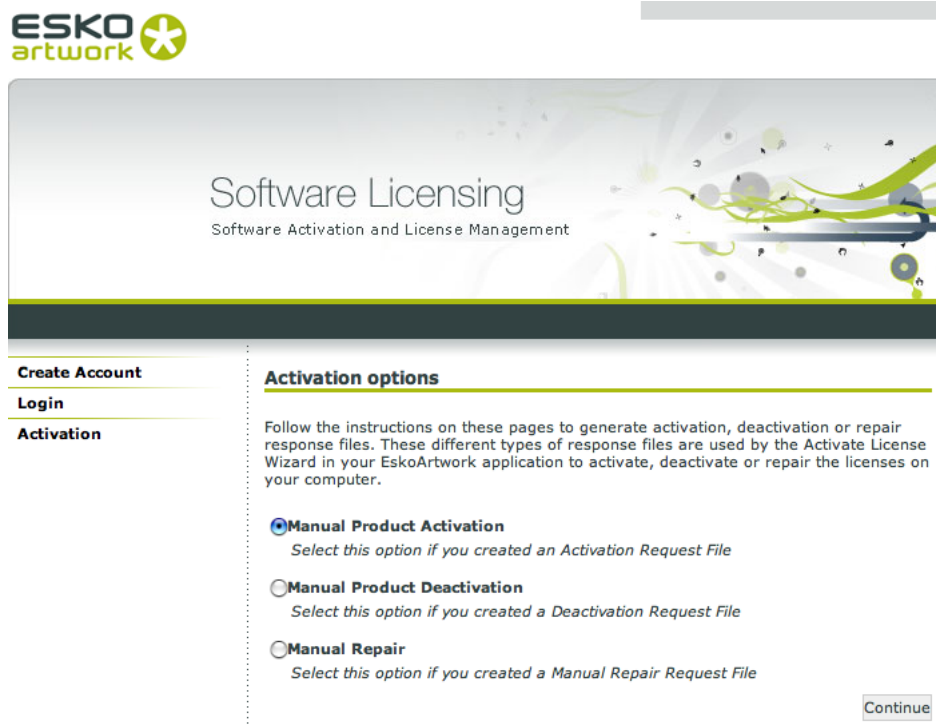 ESKO
artwork
Software Licensing
Software Activation and License Management
Create Account
Login
Activation
Activation options
Follow the instructions on these pages to generate activation, deactivation or repair
response files. These different types of response files are used by the Activate License
Wizard in your EskoArtwork application to activate, deactivate or repair the licenses on
your computer.
Manual Product Activation
Select this option if you created an Activation Request File
Manual Product Deactivation
Select this option if you created a Deactivation Request File
Manual Repair
Select this option if you created a Manual Repair Request File
Continue